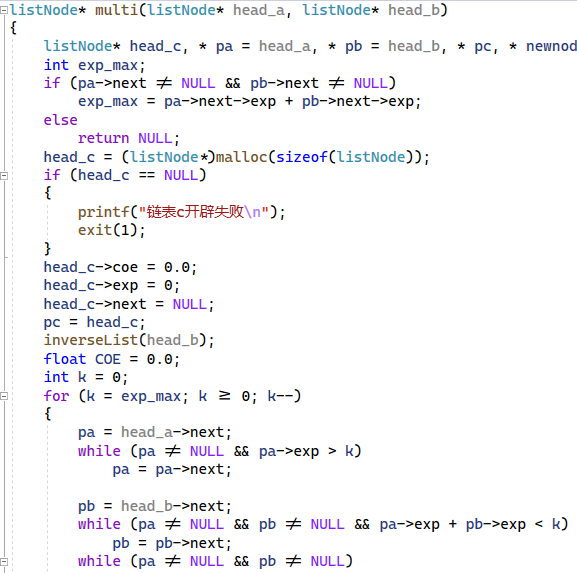 listNode* multi(listNode* head_a, listNode* head_b)
{
listNode* head_c, * pa = head_a, * pb = head_b, * pc, * newnod
int exp_max;
if (pa->next ≠ NULL && pb->next ≠ NULL)
exp_max = pa->next->exp + pb->next->exp;
else
return NULL;
head_c = (listNode*)malloc(sizeof(listNode));
if (head_c == NULL)
{
printf("链表c开辟失败\n");
exit(1);
}
head_c->coe = 0.0;
head_c->exp = 0;
head_c->next = NULL;
pc = head_c;
inverseList(head_b);
float COE = 0.0;
int k = 0;
for (k = exp_max; k ≥ 0; k--)
{
pa = head_a->next;
while (pa ≠ NULL && pa->exp > k)
pa = pa->next;
pb = head_b->next;
while (pa ≠ NULL && pb ≠ NULL && pa->exp + pb->exp < k)
pb = pb->next;
while (pa ≠ NULL && pb ≠ NULL)